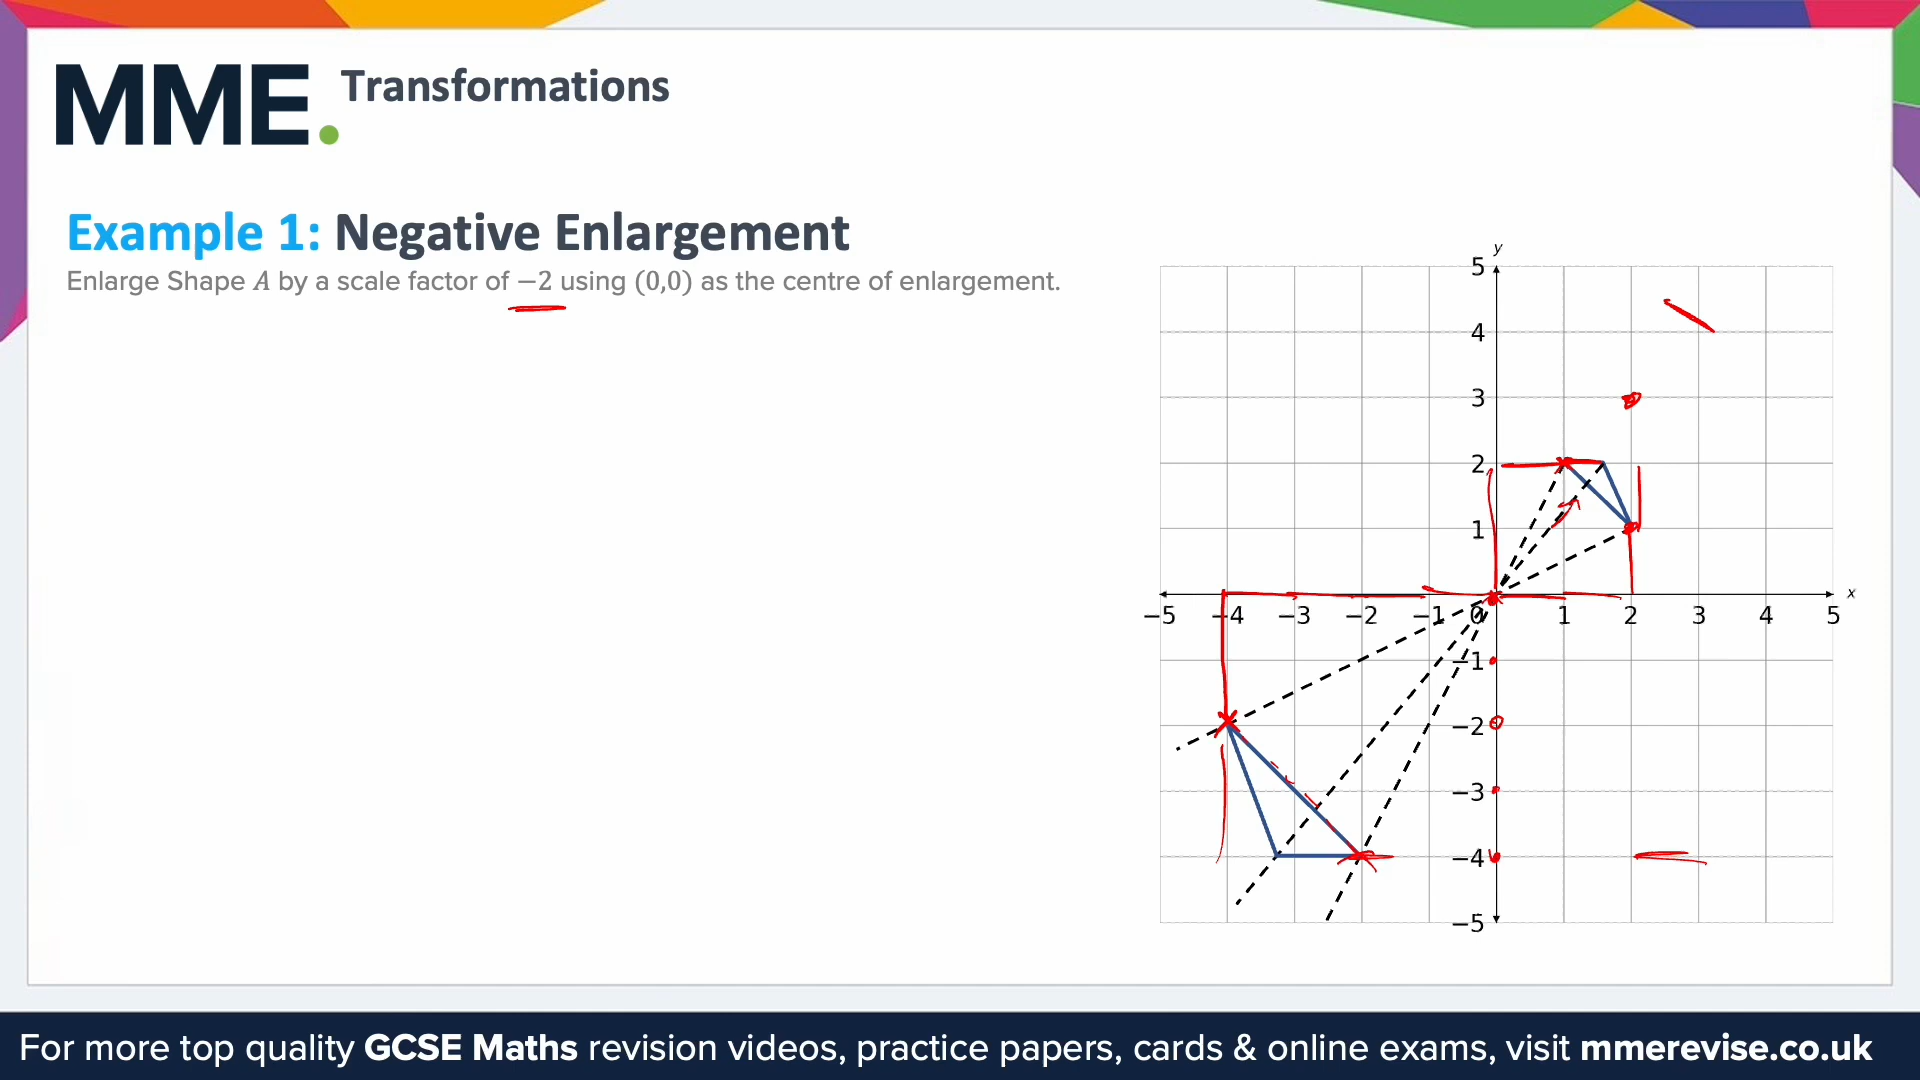 MME.
Transformations
Example 1: Negative Enlargement
Enlarge Shape A by a scale factor of −2 using (0,0) as the centre of enlargement.
y
5
4
3
2
1
−5 −4 −3 −2 −1 0 1 2 3 4 5 x
−1
−2
−3
−4
−5
For more top quality GCSE Maths revision videos, practice papers, cards & online exams, visit mmerevise.co.uk